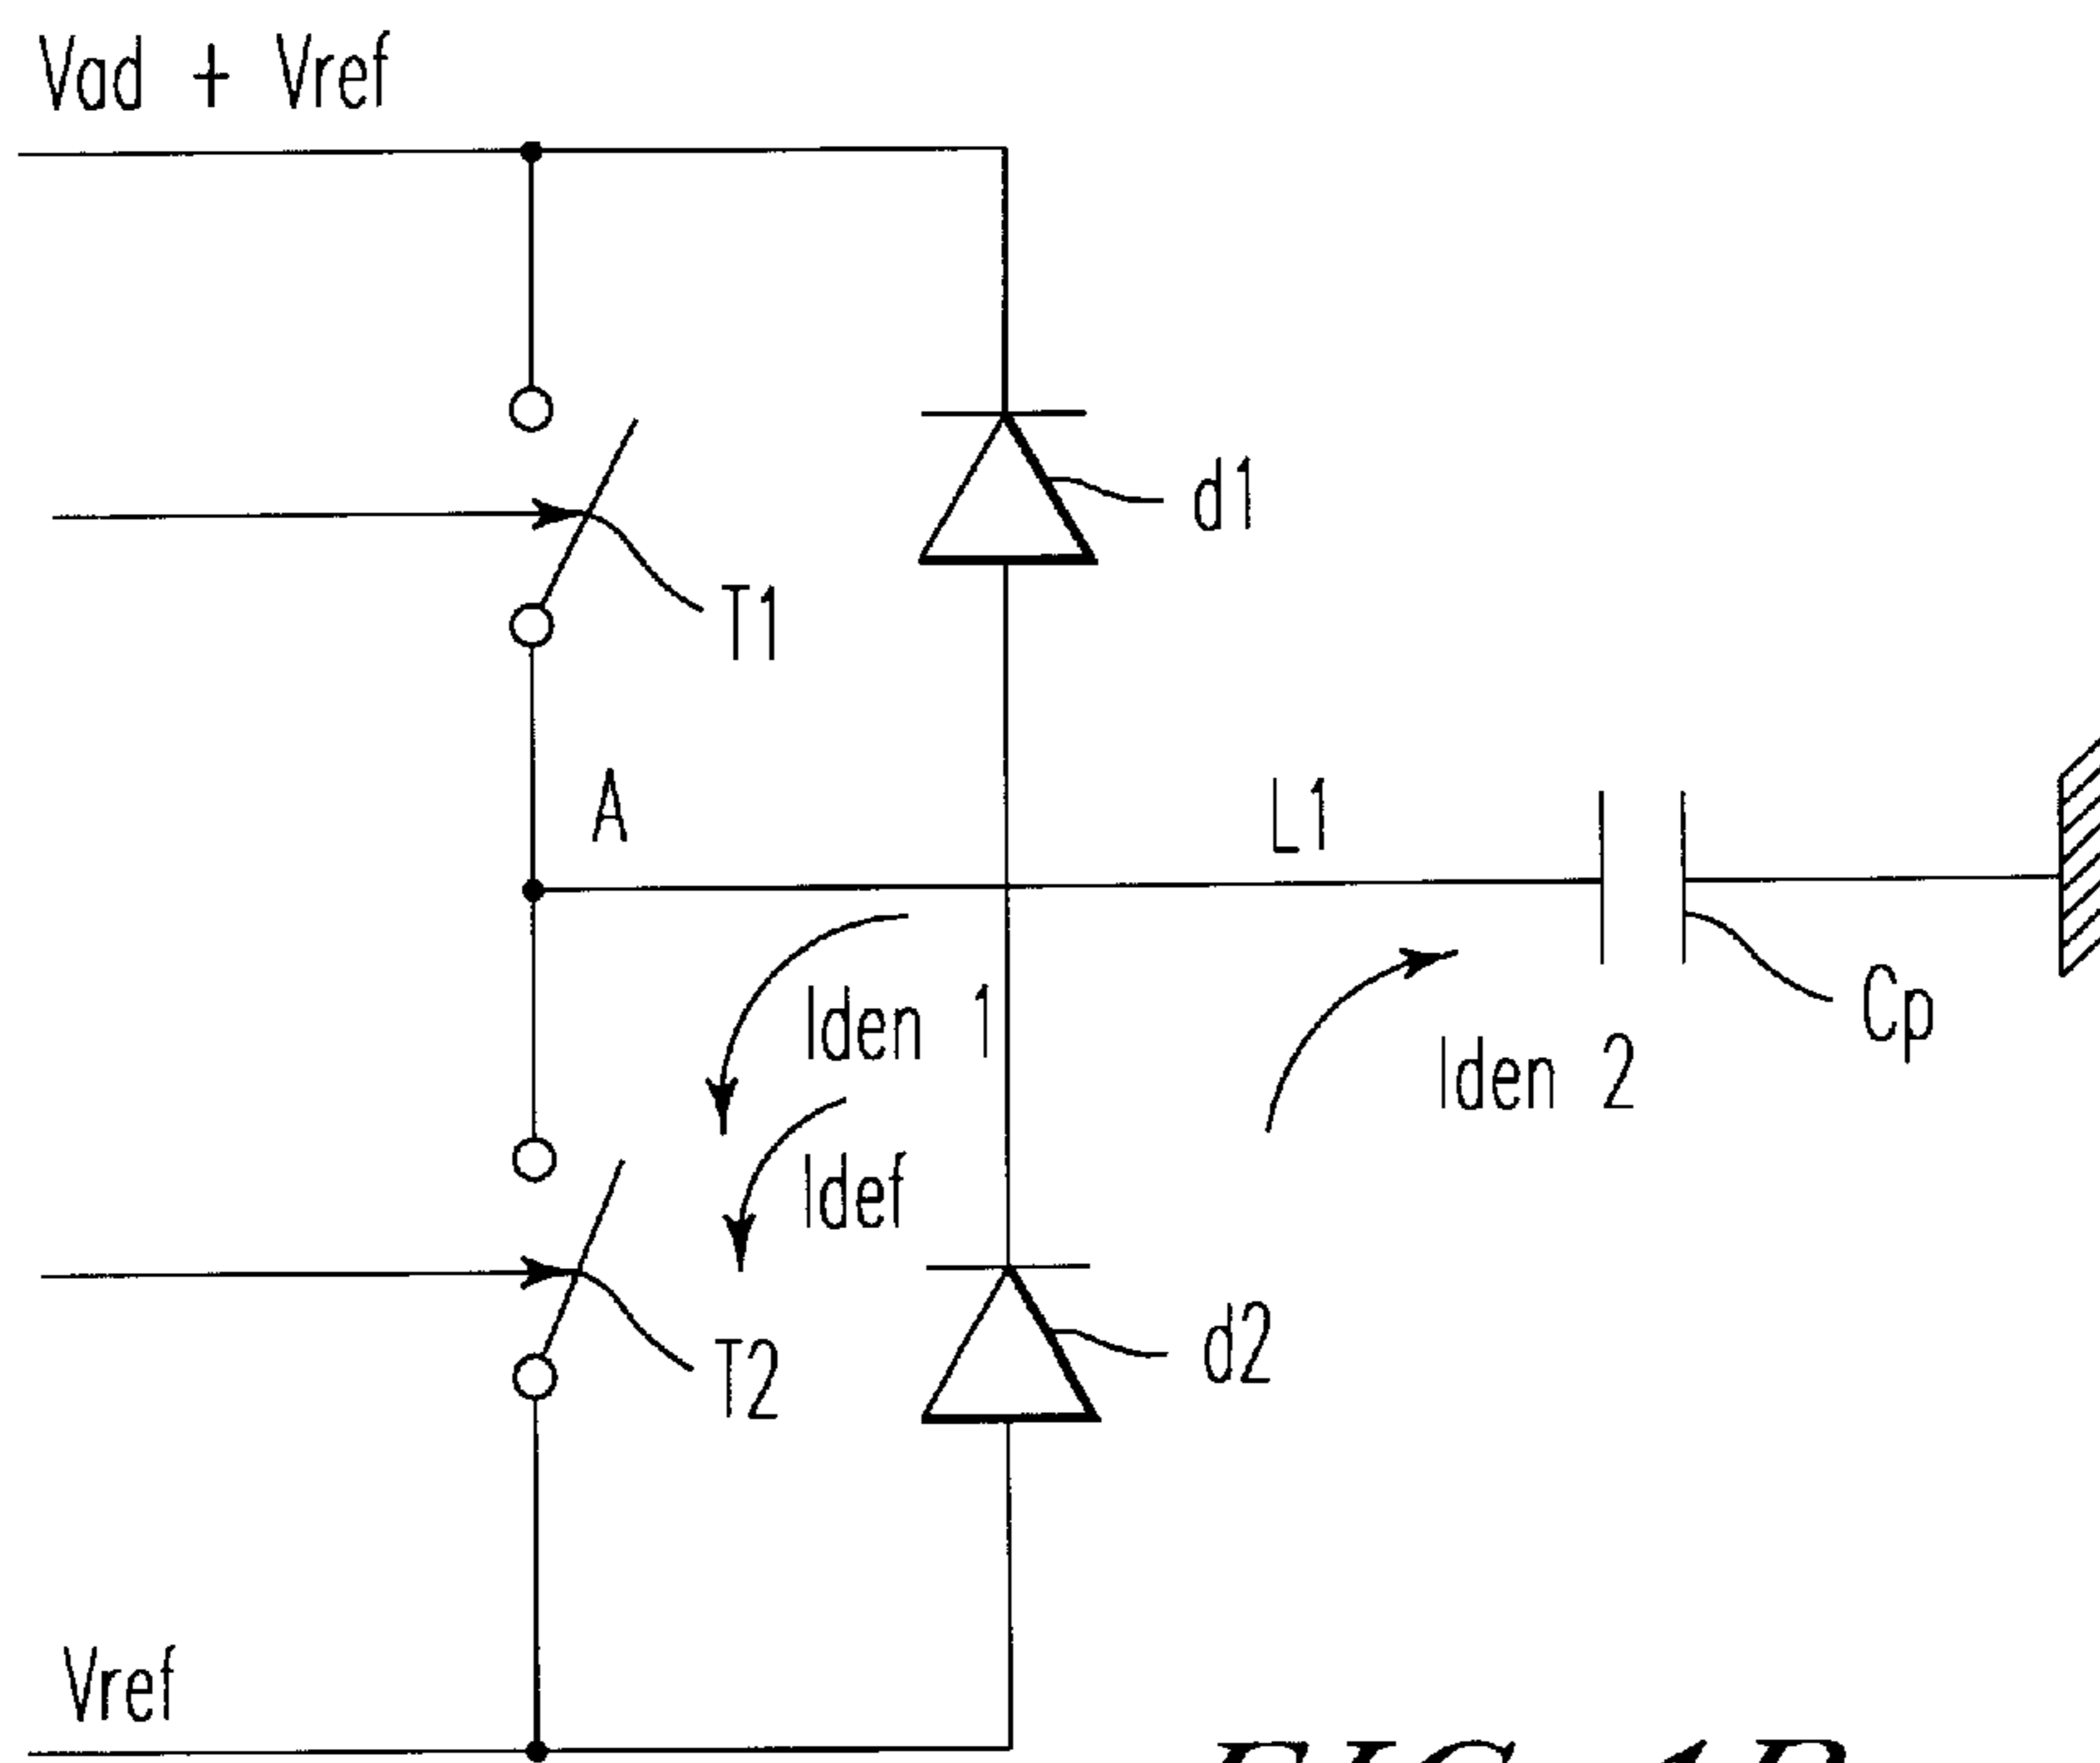 Vad + Vref
d1
T1
A
L1
Iden 1
Cp
Iden 2
Idef
d2
T2
Vref